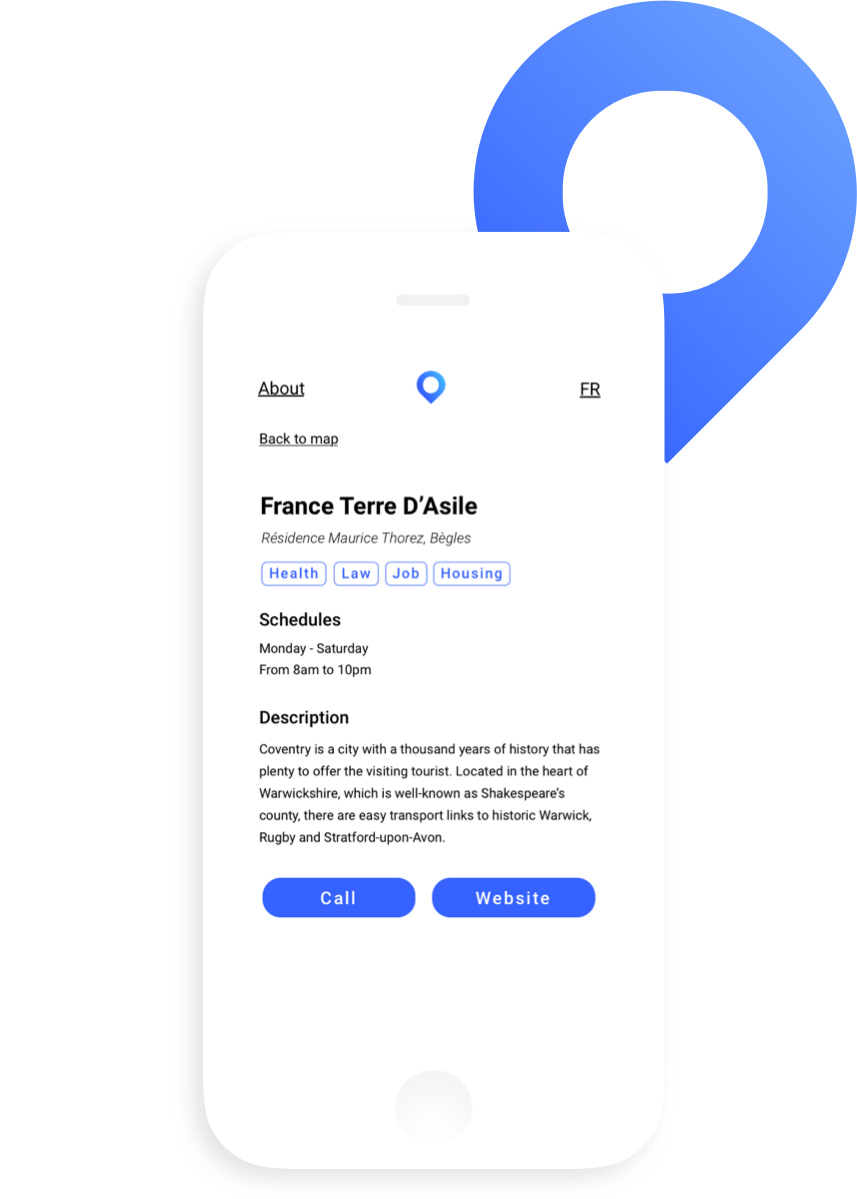 About
FR
Back to map
France Terre D’Asile
Résidence Maurice Thorez, Bègles
Health Law Job Housing
Schedules
Monday - Saturday
From 8am to 10pm
Description
Coventry is a city with a thousand years of history that has
plenty to offer the visiting tourist. Located in the heart of
Warwickshire, which is well-known as Shakespeare’s
county, there are easy transport links to historic Warwick,
Rugby and Stratford-upon-Avon.
Call
Website